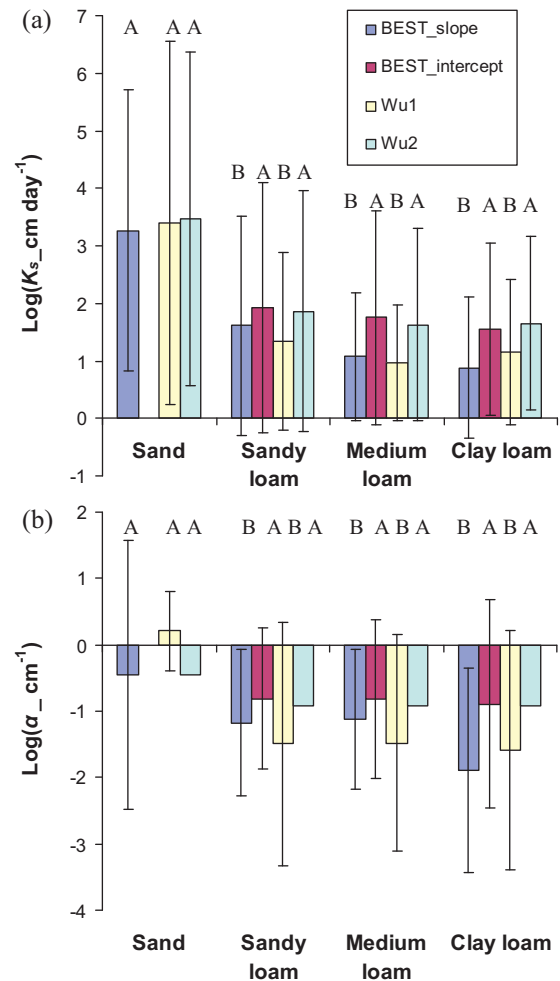 (a)
7
6
5
4
3
2
1
0
-1
Log(Ks_cm day-1)
A A A
B A B A
B A B A
B A B A
BEST_slope
BEST_intercept
Wu1
Wu2
Sand
Sandy
loam
Medium
loam
Clay loam
(b)
2
1
0
-1
-2
-3
-4
Log(α_ cm-1)
A A A
B A B A
B A B A
B A B A
Sand
Sandy
loam
Medium
loam
Clay loam